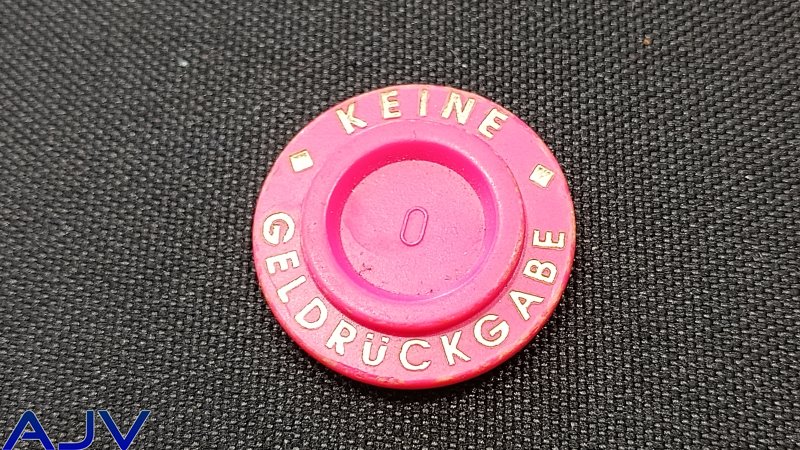 KEINE
GELDRÜCKGABE
0
AJV